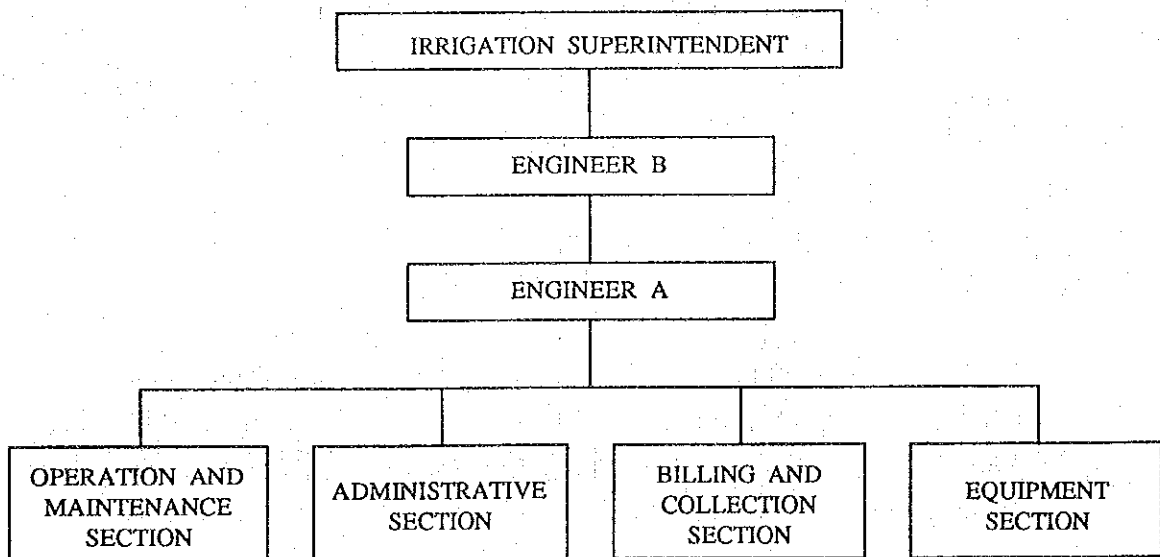 IRRIGATION SUPERINTENDENT
ENGINEER B
ENGINEER A
OPERATION AND
MAINTENANCE
SECTION
ADMINISTRATIVE
SECTION
BILLING AND
COLLECTION
SECTION
EQUIPMENT
SECTION